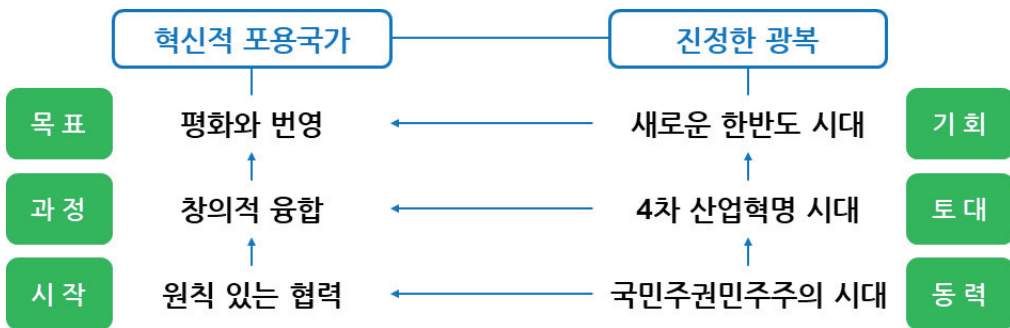 혁신적 포용국가 진정한 광복
목 표 평화와 번영 새로운 한반도 시대 기 회
과 정 창의적 융합 4차 산업혁명 시대 토 대
시 작 원칙 있는 협력 국민주권민주주의 시대 동 력